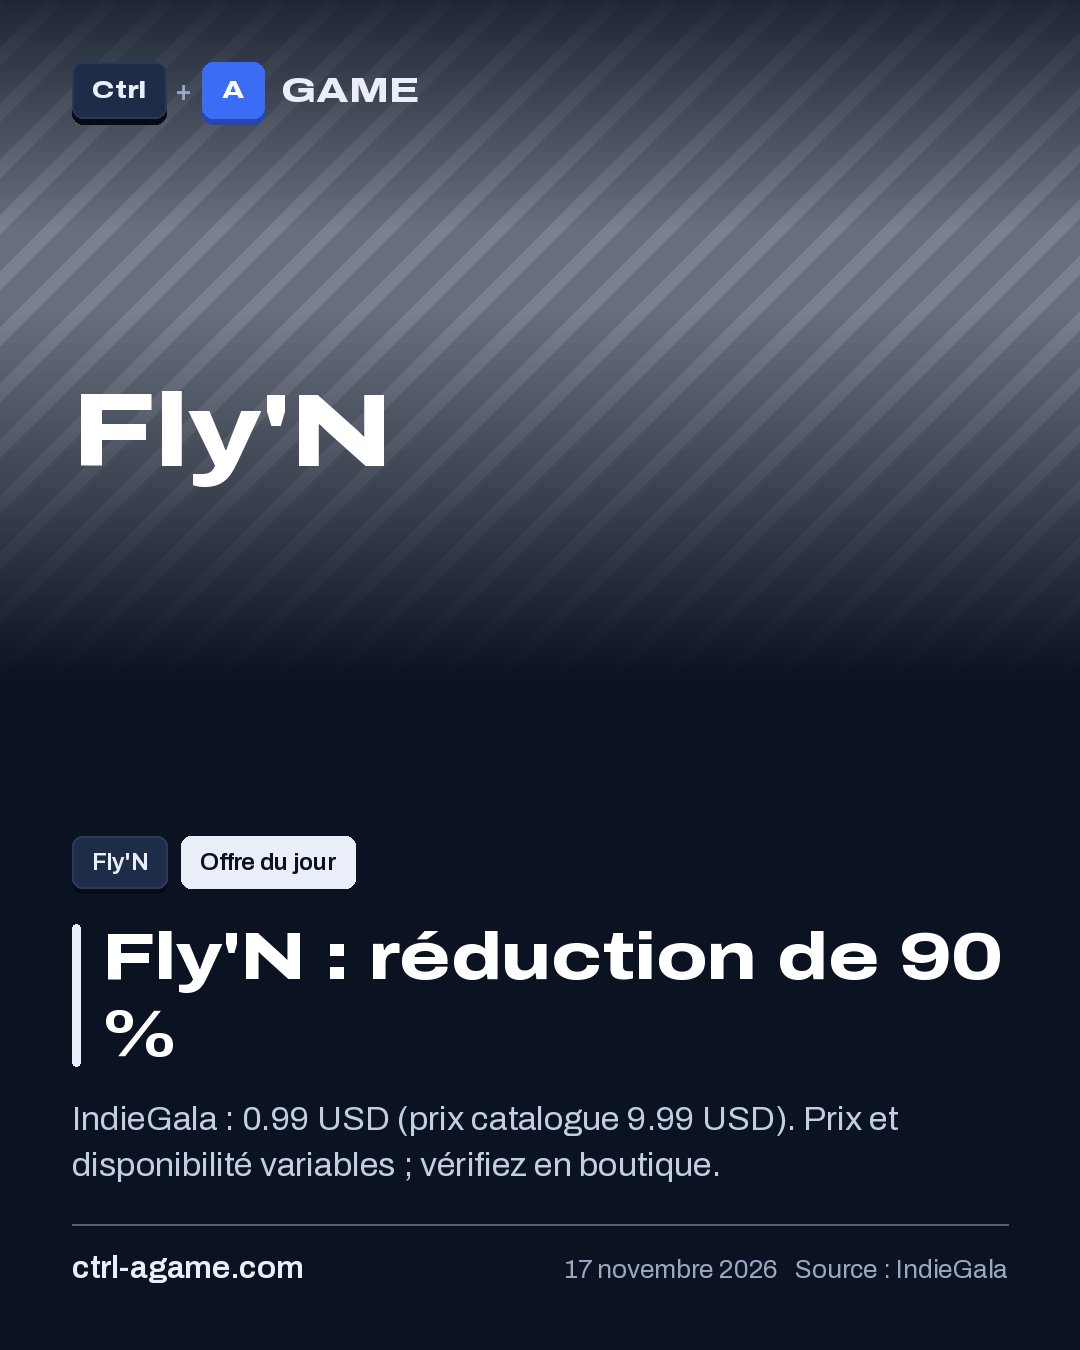 Ctrl + A GAME
Fly'N
Fly'N Offre du jour
Fly'N : réduction de 90
%
IndieGala : 0.99 USD (prix catalogue 9.99 USD). Prix et
disponibilité variables ; vérifiez en boutique.
ctrl-agame.com 17 novembre 2026 Source : IndieGala